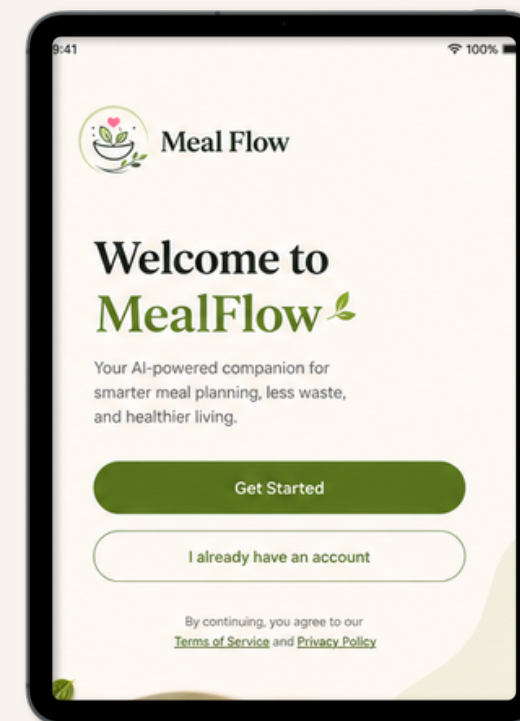 9:41
100%
Meal Flow
Welcome to
MealFlow
Your AI-powered companion for
smarter meal planning, less waste,
and healthier living.
Get Started
I already have an account
By continuing, you agree to our
Terms of Service and Privacy Policy